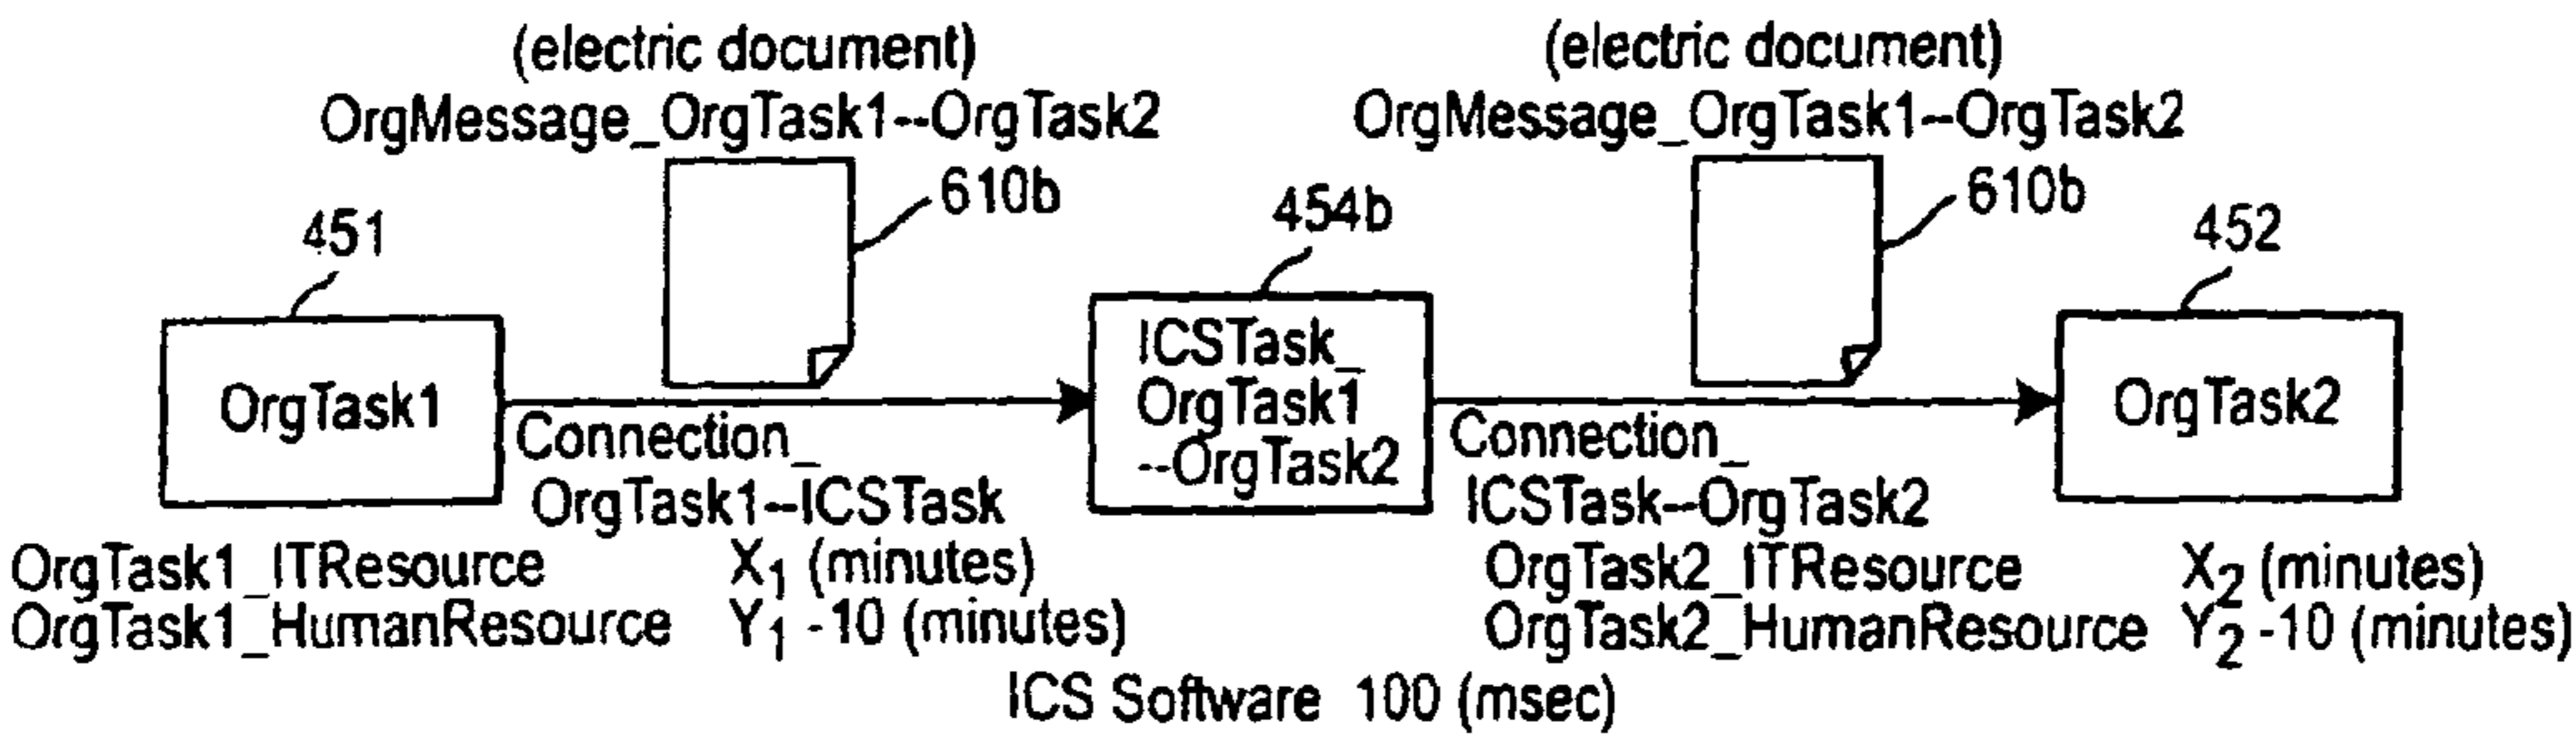 (electric document)
OrgMessage_OrgTask1--OrgTask2
610b
(electric document)
OrgMessage_OrgTask1--OrgTask2
610b
451
454b
452
OrgTask1
ICSTask_
OrgTask1
--OrgTask2
OrgTask2
Connection_
OrgTask1--ICSTask
Connection_
ICSTask--OrgTask2
OrgTask1_ITResource X1 (minutes)
OrgTask1_HumanResource Y1 -10 (minutes)
OrgTask2_ITResource X2 (minutes)
OrgTask2_HumanResource Y2 -10 (minutes)
ICS Software 100 (msec)